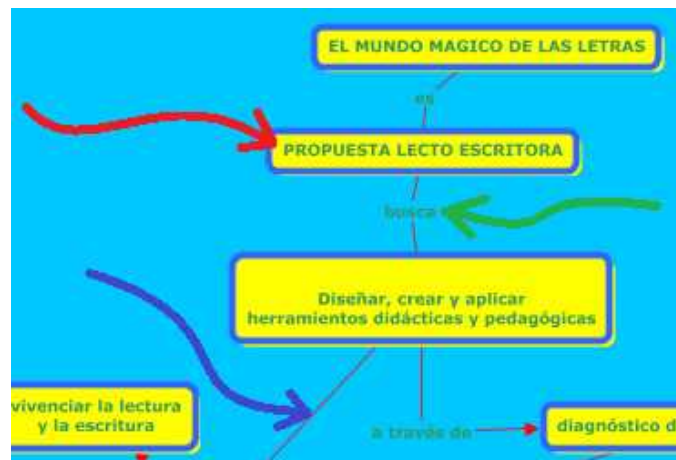 EL MUNDO MAGICO DE LAS LETRAS
es
PROPUESTA LECTO ESCRITORA
busca
Diseñar, crear y aplicar
herramientos didácticas y pedagógicas
vivenciar la lectura
y la escritura
a través de
diagnóstico d